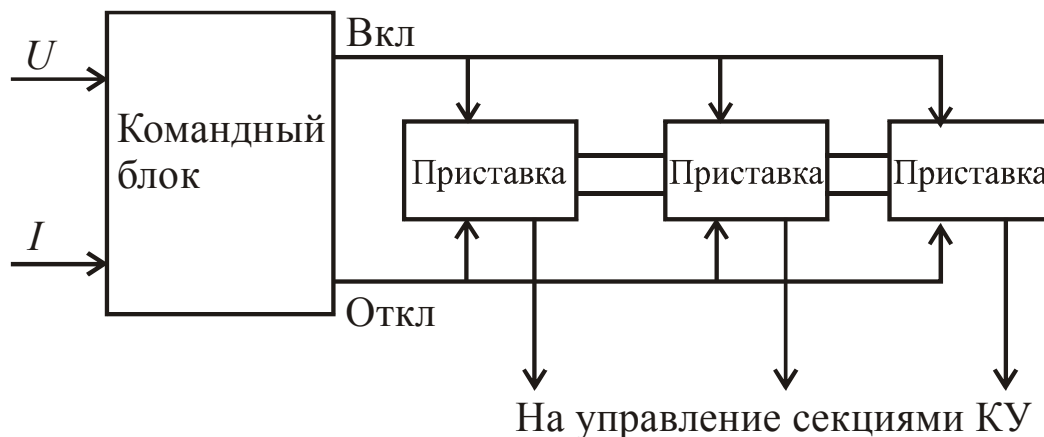 Вкл
U
Командный
блок
Приставка
Приставка
Приставка
I
Откл
На управление секциями КУ